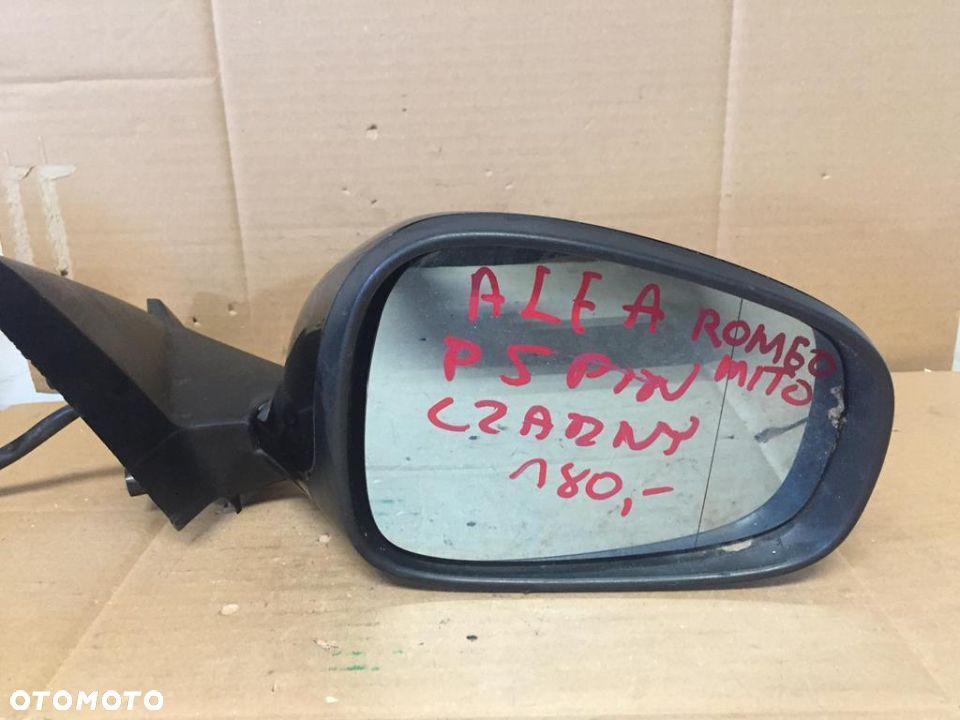 ALFA ROMEO MITO
P 5 PIN
CZARNY
180,-
OTOMOTO